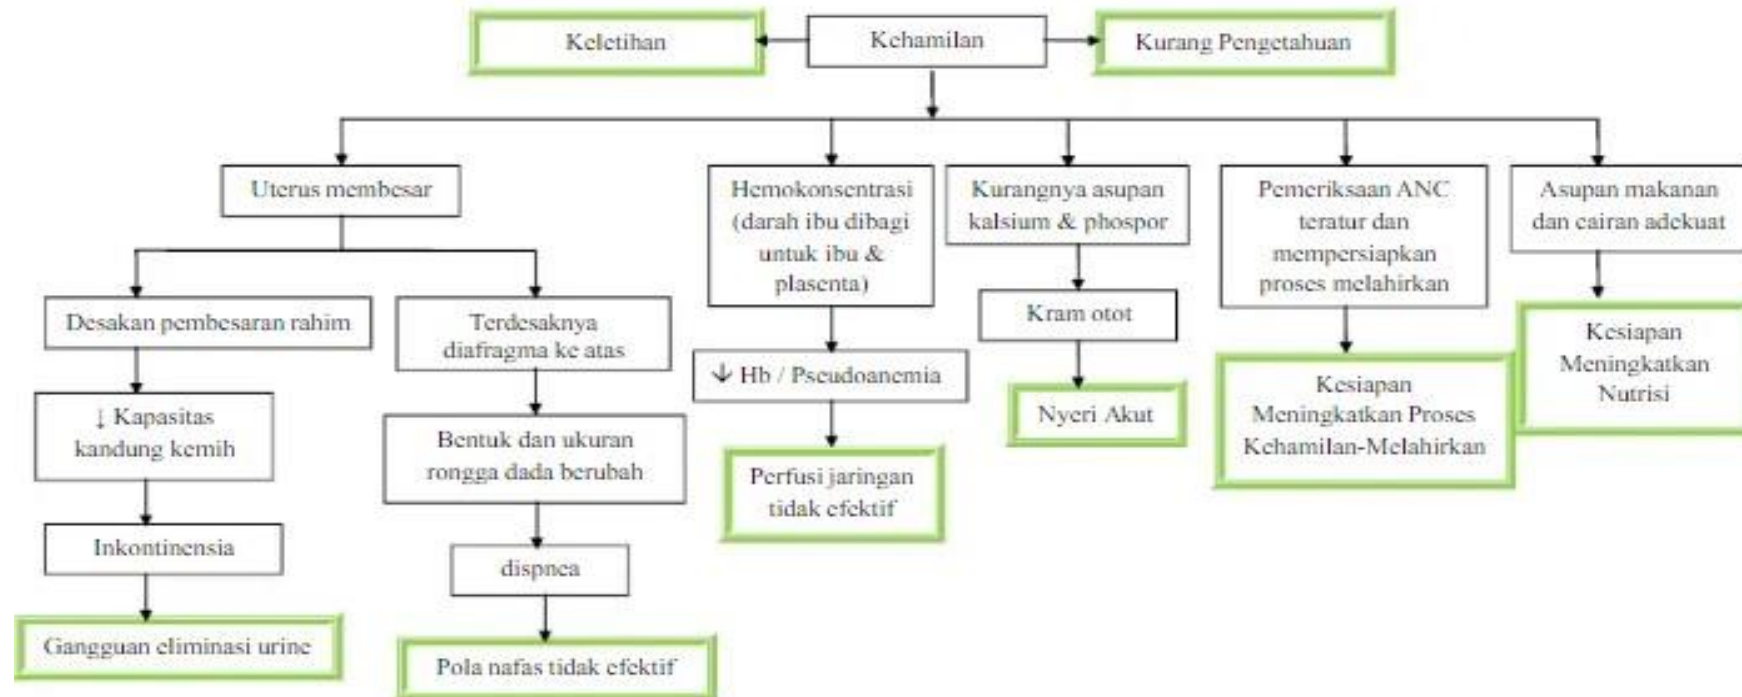 Keletihan
Kehamilan
Kurang Pengetahuan
Uterus membesar
Hemokonsentrasi
(darah ibu dibagi
untuk ibu &
plasenta)
Kurangnya asupan
kalsium & phospor
Pemeriksaan ANC
teratur dan
mempersiapkan
proses melahirkan
Asupan makanan
dan cairan adekuat
Desakan pembesaran rahim
Terdesaknya
diafragma ke atas
↓ Hb / Pseudoanemia
Kram otot
Kesiapan
Meningkatkan Proses
Kehamilan-Melahirkan
Kesiapan
Meningkatkan
Nutrisi
↓ Kapasitas
kandung kemih
Bentuk dan ukuran
rongga dada berubah
Perfusi jaringan
tidak efektif
Nyeri Akut
Inkontinensia
dispnea
Gangguan eliminasi urine
Pola nafas tidak efektif